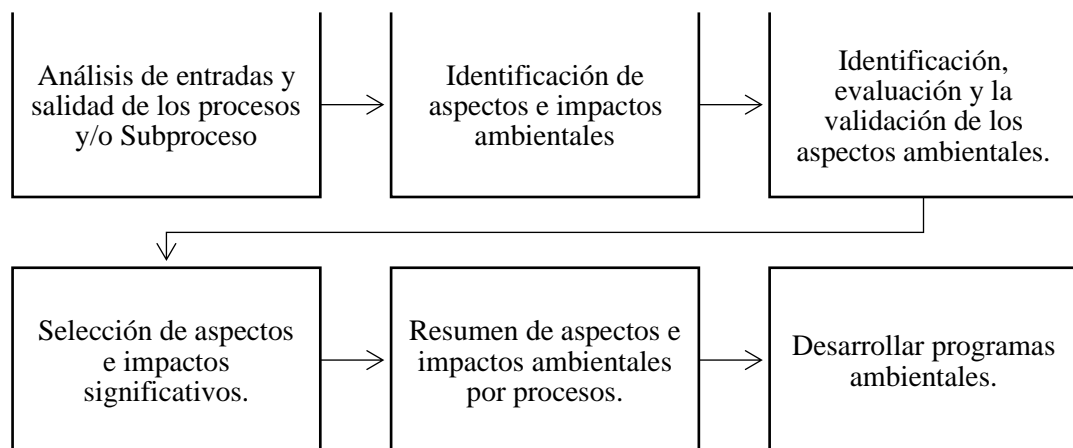 Análisis de entradas y
salidad de los procesos
y/o Subproceso
Identificación de
aspectos e impactos
ambientales
Identificación,
evaluación y la
validación de los
aspectos ambientales.
Selección de aspectos
e impactos
significativos.
Resumen de aspectos e
impactos ambientales
por procesos.
Desarrollar programas
ambientales.